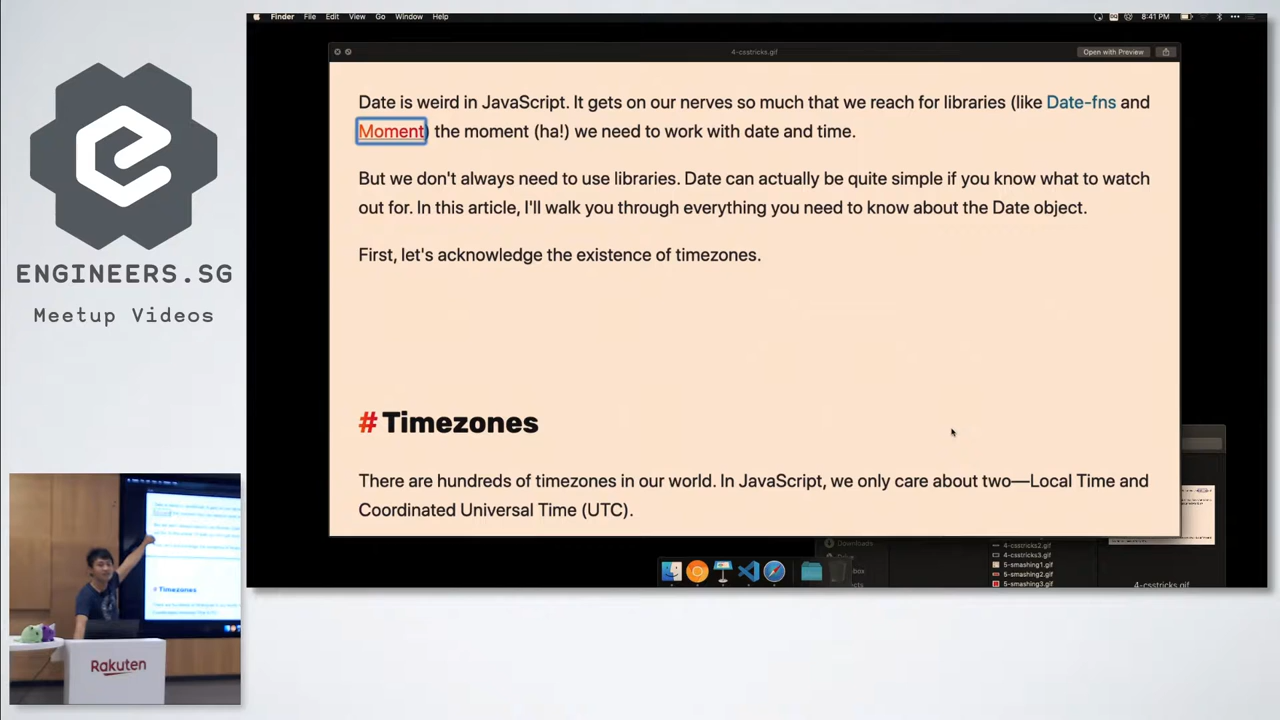 Finder File Edit View Go Window Help
8:41 PM
4-csstricks.gif
Open with Preview
Date is weird in JavaScript. It gets on our nerves so much that we reach for libraries (like Date-fns and
Moment) the moment (ha!) we need to work with date and time.
But we don't always need to use libraries. Date can actually be quite simple if you know what to watch
out for. In this article, I'll walk you through everything you need to know about the Date object.
First, let's acknowledge the existence of timezones.
# Timezones
There are hundreds of timezones in our world. In JavaScript, we only care about two—Local Time and
Coordinated Universal Time (UTC).
Downloads
4-csstricks2.gif
4-csstricks3.gif
5-smashing1.gif
5-smashing2.gif
5-smashing3.gif
4-csstricks.gif
ENGINEERS.SG
Meetup Videos
# Timezones
Rakuten